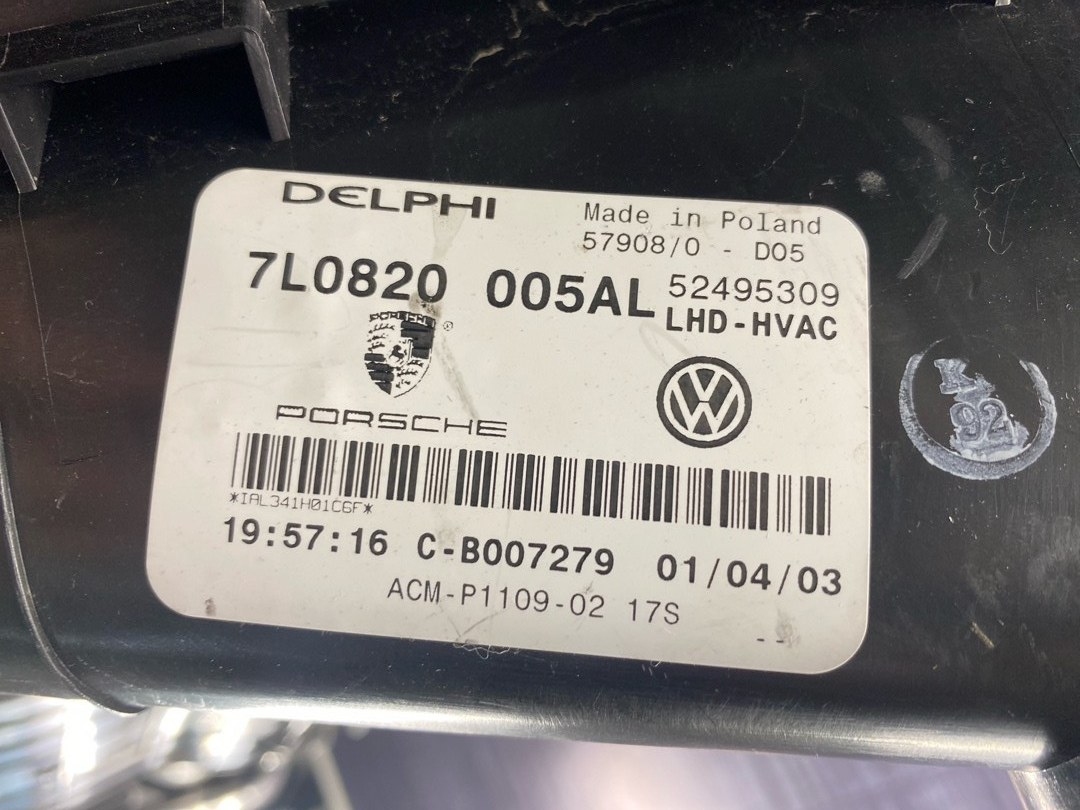 DELPHI
Made in Poland
57908/0 - D05
7L0820 005AL
52495309
LHD-HVAC
PORSCHE
*IAL341H01C6F*
19:57:16 C-B007279 01/04/03
ACM-P1109-02 17S
--
92